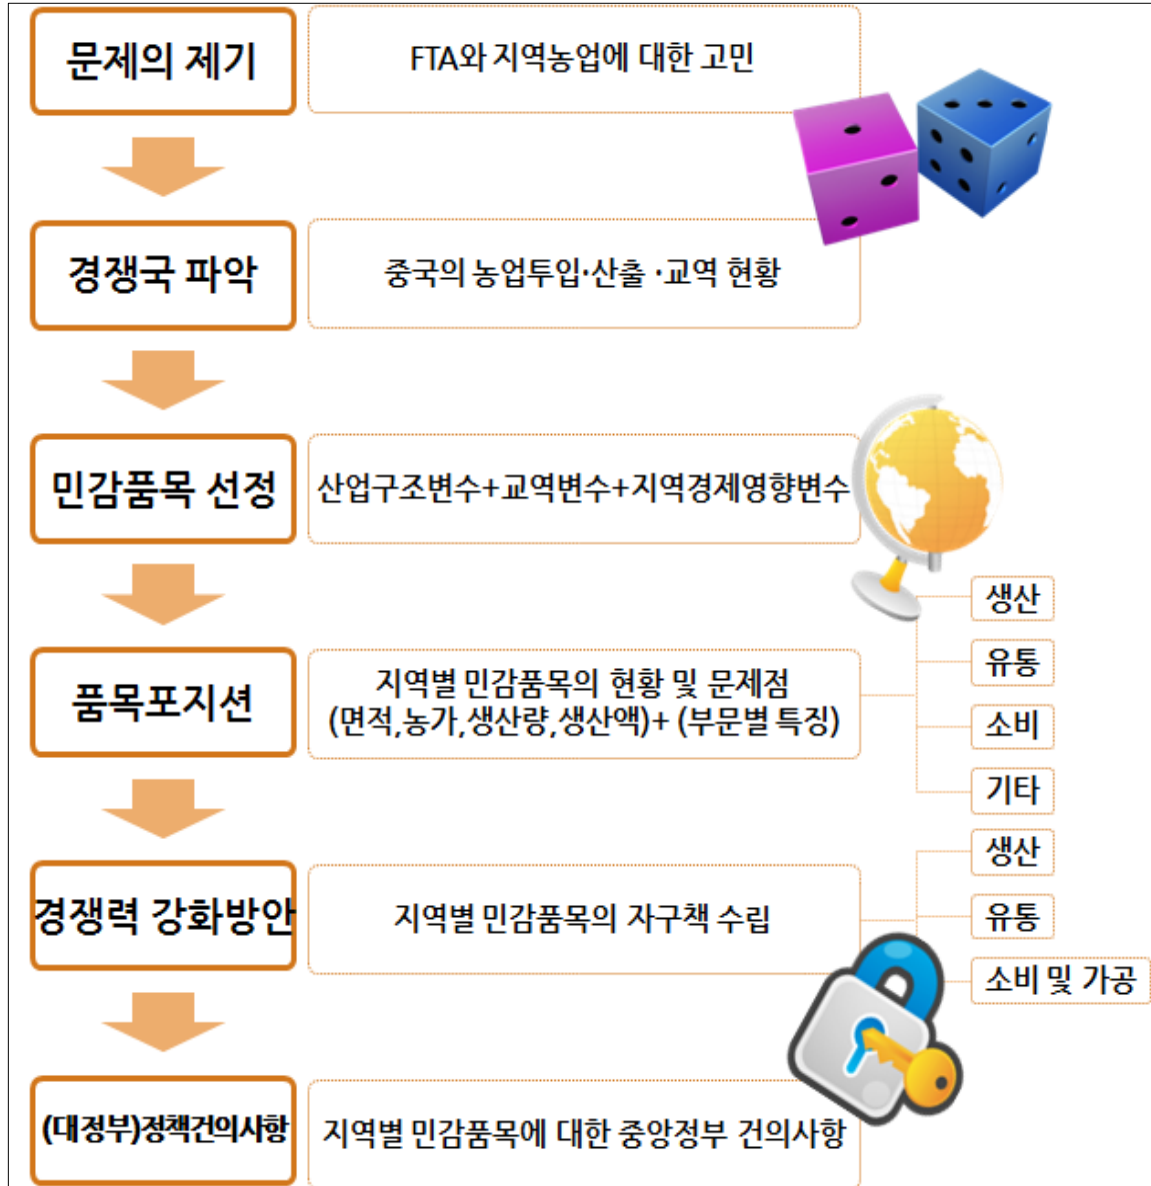 문제의 제기
FTA와 지역농업에 대한 고민
경쟁국 파악
중국의 농업투입·산출 ·교역 현황
민감품목 선정
산업구조변수+교역변수+지역경제영향변수
품목포지션
지역별 민감품목의 현황 및 문제점
(면적,농가,생산량,생산액)+ (부문별 특징)
생산
유통
소비
기타
경쟁력 강화방안
지역별 민감품목의 자구책 수립
생산
유통
소비 및 가공
(대정부)정책건의사항
지역별 민감품목에 대한 중앙정부 건의사항